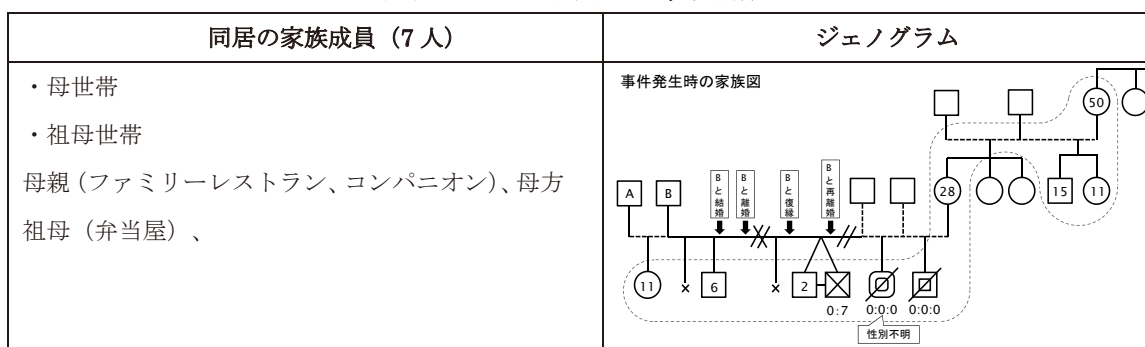 同居の家族成員（7人）
ジェノグラム
・母世帯
・祖母世帯
母親（ファミリーレストラン、コンパニオン）、母方
祖母（弁当屋）、
事件発生時の家族図
50
28
15
11
A
B
Bと結婚
Bと離婚
Bと復縁
Bと再離婚
11
×
6
×
2
0:7
0:0:0
0:0:0
性別不明